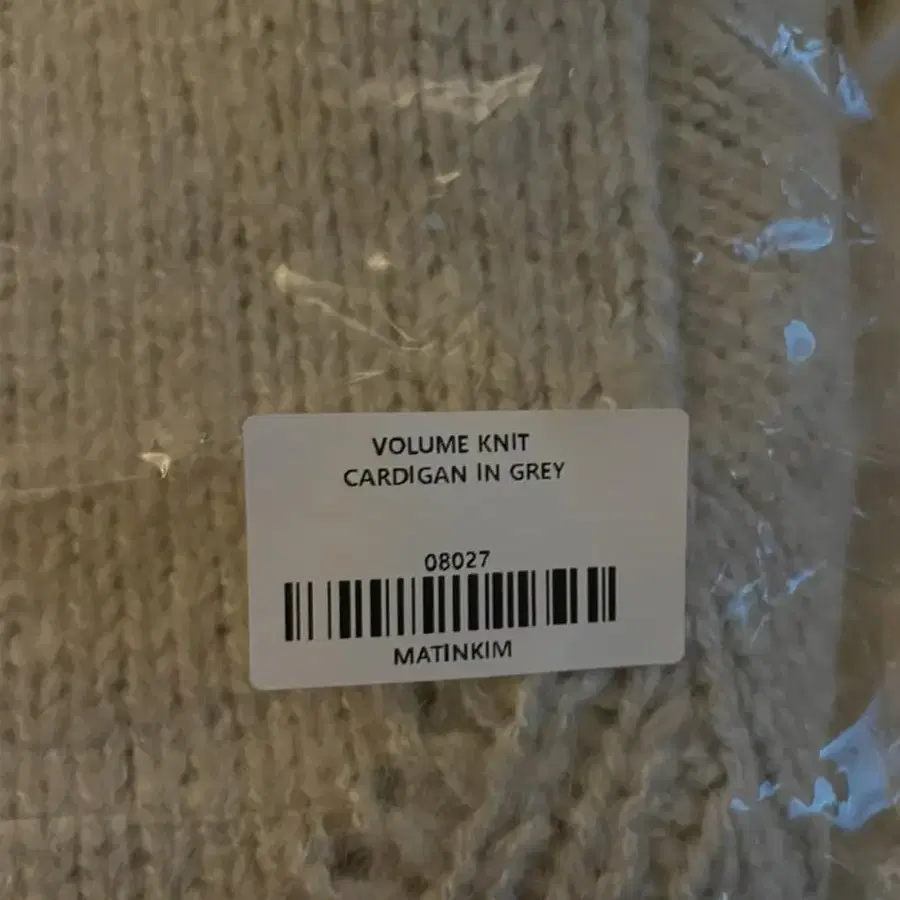 VOLUME KNIT
CARDIGAN IN GREY
08027
MATINKIM